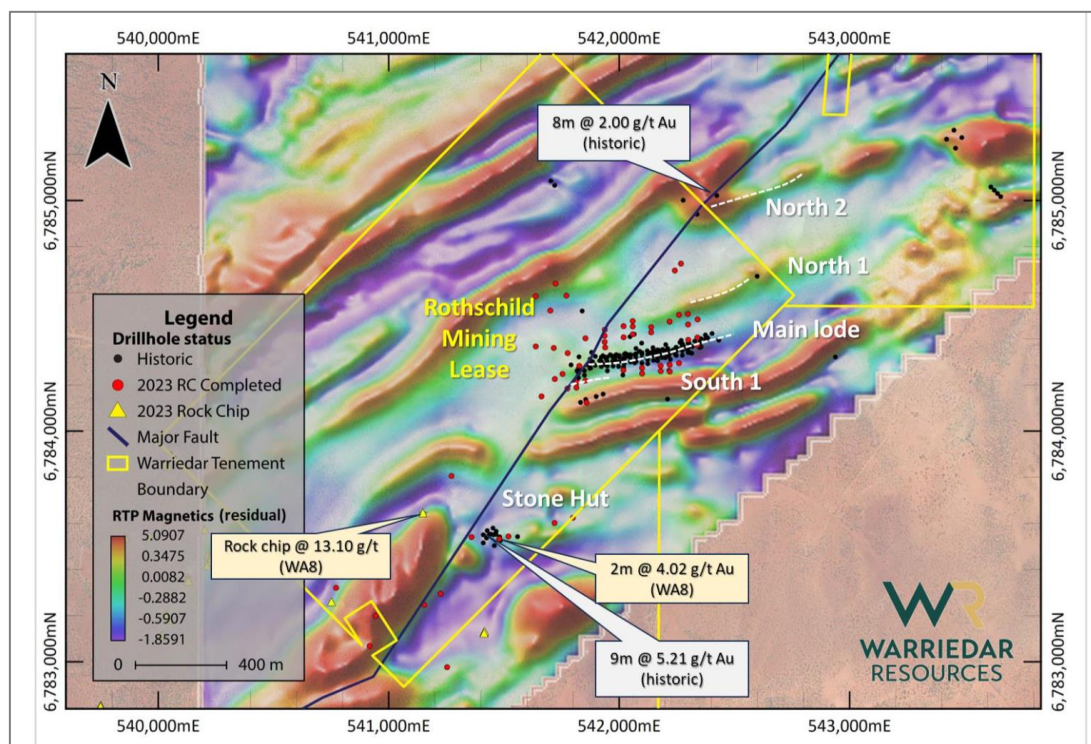 540,000mE
541,000mE
542,000mE
543,000mE
N
8m @ 2.00 g/t Au
(historic)
6,785,000mN
6,785,000mN
North 2
North 1
Rothschild
Mining
Lease
Main lode
South 1
6,784,000mN
6,784,000mN
Legend
Drillhole status
Historic
2023 RC Completed
2023 Rock Chip
Major Fault
Warriedar Tenement
Boundary
RTP Magnetics (residual)
5.0907
0.3475
0.0082
-0.2882
-0.5907
-1.8591
0
400 m
Stone Hut
Rock chip @ 13.10 g/t
(WA8)
2m @ 4.02 g/t Au
(WA8)
9m @ 5.21 g/t Au
(historic)
WR
WARRIEDAR
RESOURCES
6,783,000mN
6,783,000mN
540,000mE
541,000mE
542,000mE
543,000mE